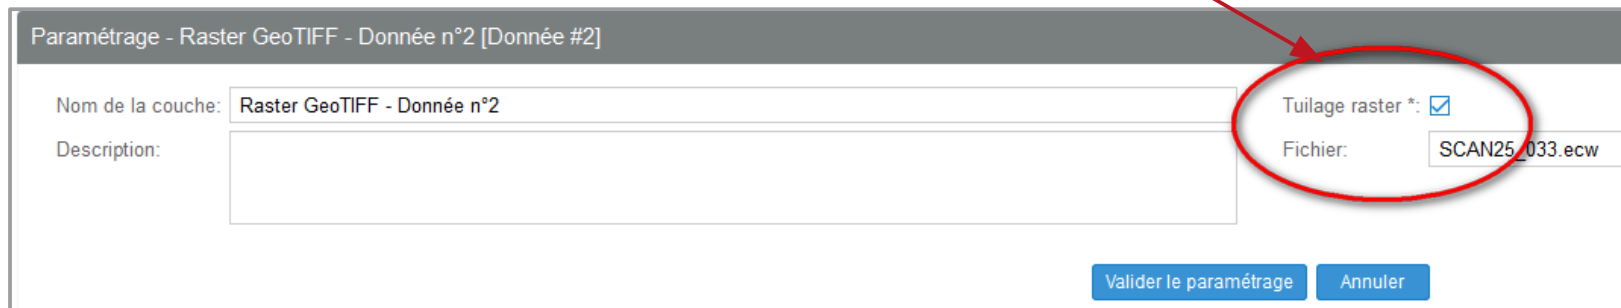 Paramétrage - Raster GeoTIFF - Donnée n°2 [Donnée #2]
Nom de la couche: Raster GeoTIFF - Donnée n°2
Tuilage raster *:
Description:
Fichier: SCAN25_033.ecw
Valider le paramétrage Annuler